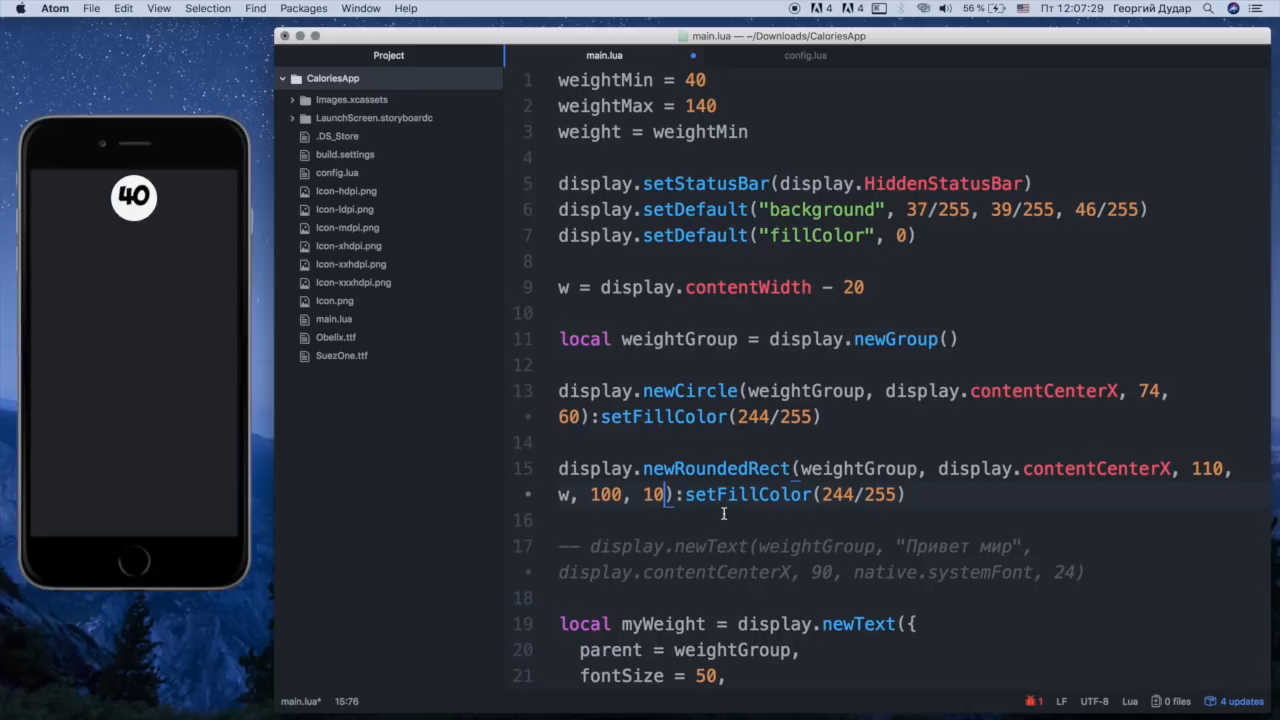 Atom File Edit View Selection Find Packages Window Help 4 4 56 % Пт 12:07:29 Георгий Дудар
main.lua — ~/Downloads/CaloriesApp
Project
main.lua
config.lua
CaloriesApp
Images.xcassets
LaunchScreen.storyboardc
.DS_Store
build.settings
config.lua
Icon-hdpi.png
Icon-ldpi.png
Icon-mdpi.png
Icon-xhdpi.png
Icon-xxhdpi.png
Icon-xxxhdpi.png
Icon.png
main.lua
Obelix.ttf
SuezOne.ttf
40
1 weightMin = 40
2 weightMax = 140
3 weight = weightMin
4
5 display.setStatusBar(display.HiddenStatusBar)
6 display.setDefault("background", 37/255, 39/255, 46/255)
7 display.setDefault("fillColor", 0)
8
9 w = display.contentWidth - 20
10
11 local weightGroup = display.newGroup()
12
13 display.newCircle(weightGroup, display.contentCenterX, 74,
• 60):setFillColor(244/255)
14
15 display.newRoundedRect(weightGroup, display.contentCenterX, 110,
• w, 100, 10):setFillColor(244/255)
16
17 -- display.newText(weightGroup, "Привет мир",
• display.contentCenterX, 90, native.systemFont, 24)
18
19 local myWeight = display.newText({
20 parent = weightGroup,
21 fontSize = 50,
main.lua* 15:76
1 LF UTF-8 Lua 0 files 4 updates